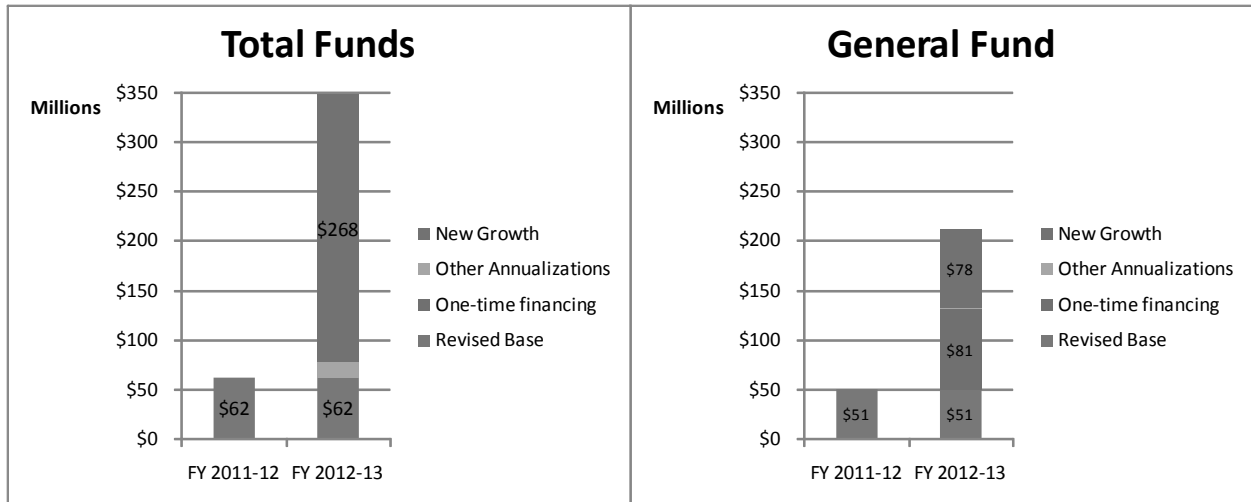 Total Funds
Millions
$350
$300
$250
$200
$150
$100
$50
$0
$268
$62
$62
FY 2011-12 FY 2012-13
New Growth
Other Annualizations
One-time financing
Revised Base
General Fund
Millions
$350
$300
$250
$200
$150
$100
$50
$0
$78
$81
$51
$51
FY 2011-12 FY 2012-13
New Growth
Other Annualizations
One-time financing
Revised Base